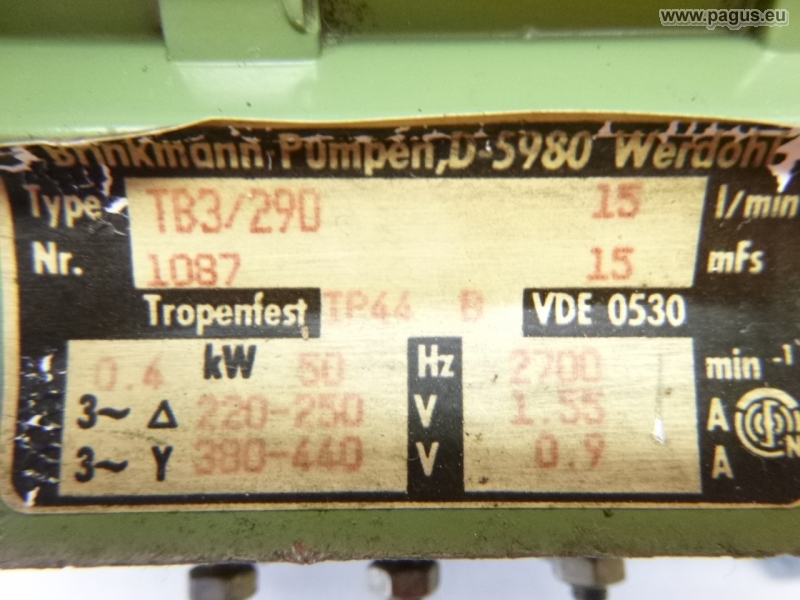 www.pagus.eu
Brinkmann Pumpen, D-5980 Werdohl
Type TB3/290 15 l/min
Nr. 1087 15 mFs
Tropenfest TP44 B VDE 0530
0.4 kW 50 Hz 2700 min -1
3~ Δ 220-250 V 1.55 A
3~ Y 380-440 V 0.9 A